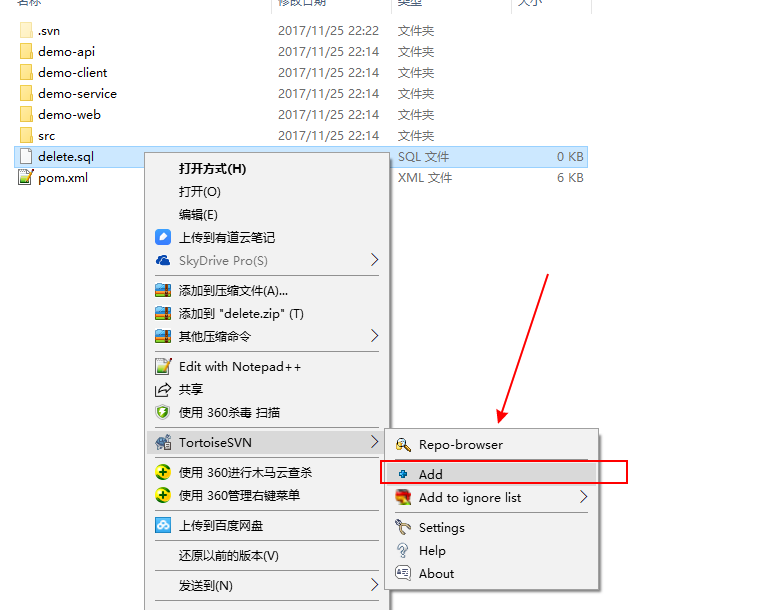 名称 修改日期 类型 大小
.svn 2017/11/25 22:22 文件夹
demo-api 2017/11/25 22:14 文件夹
demo-client 2017/11/25 22:14 文件夹
demo-service 2017/11/25 22:14 文件夹
demo-web 2017/11/25 22:14 文件夹
src 2017/11/25 22:14 文件夹
delete.sql SQL 文件 0 KB
pom.xml XML 文件 6 KB
打开方式(H)
打开(O)
编辑(E)
上传到有道云笔记
SkyDrive Pro(S)
添加到压缩文件(A)...
添加到 "delete.zip" (T)
其他压缩命令
Edit with Notepad++
共享
使用 360杀毒 扫描
TortoiseSVN
使用 360进行木马云查杀
使用 360管理右键菜单
上传到百度网盘
还原以前的版本(V)
发送到(N)
Repo-browser
Add
Add to ignore list
Settings
Help
About